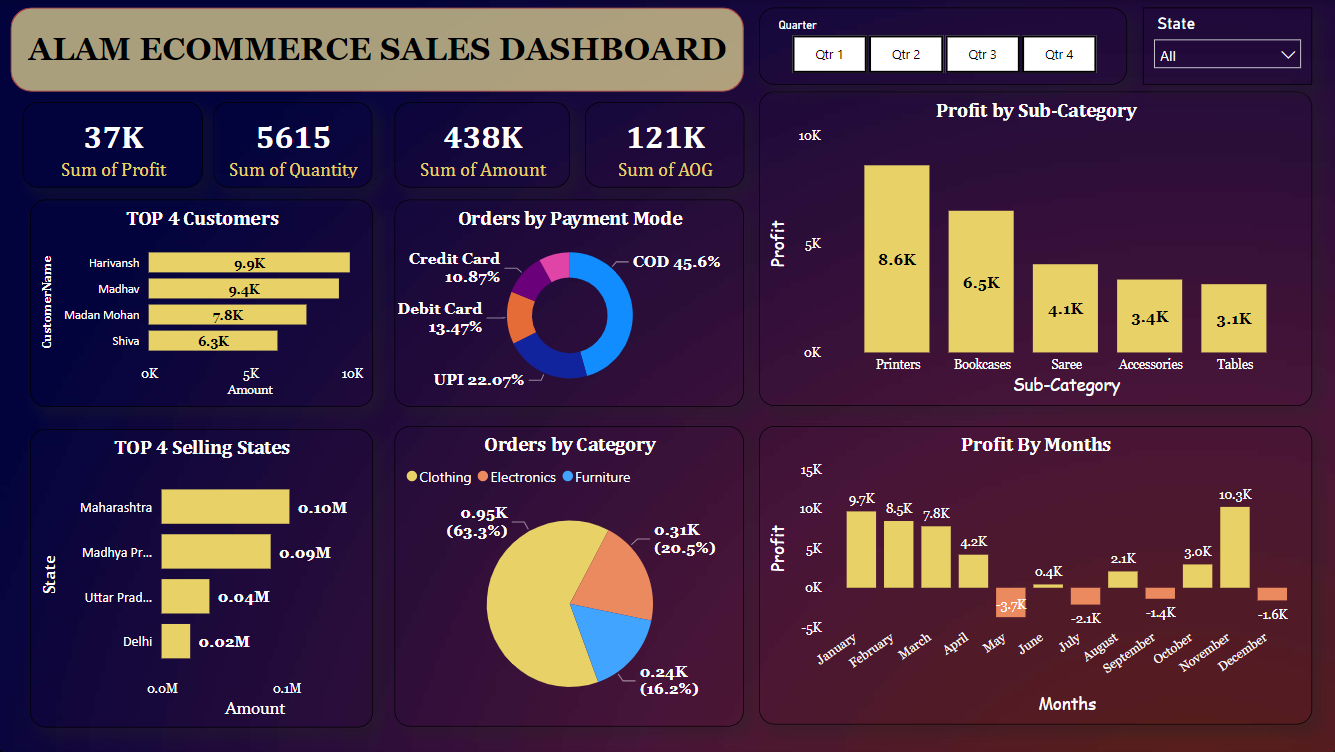 ALAM ECOMMERCE SALES DASHBOARD
Quarter
Qtr 1
Qtr 2
Qtr 3
Qtr 4
State
All
37K
Sum of Profit
5615
Sum of Quantity
438K
Sum of Amount
121K
Sum of AOG
TOP 4 Customers
CustomerName
Harivansh
9.9K
Madhav
9.4K
Madan Mohan
7.8K
Shiva
6.3K
0K
5K
10K
Amount
Orders by Payment Mode
Credit Card
10.87%
COD 45.6%
Debit Card
13.47%
UPI 22.07%
Profit by Sub-Category
Profit
10K
5K
0K
8.6K
6.5K
4.1K
3.4K
3.1K
Printers
Bookcases
Saree
Accessories
Tables
Sub-Category
TOP 4 Selling States
State
Maharashtra
0.10M
Madhya Pr...
0.09M
Uttar Prad...
0.04M
Delhi
0.02M
0.0M
0.1M
Amount
Orders by Category
Clothing
Electronics
Furniture
0.95K
(63.3%)
0.31K
(20.5%)
0.24K
(16.2%)
Profit By Months
Profit
15K
10K
5K
0K
-5K
9.7K
8.5K
7.8K
4.2K
-3.7K
0.4K
-2.1K
2.1K
-1.4K
3.0K
10.3K
-1.6K
January
February
March
April
May
June
July
August
September
October
November
December
Months